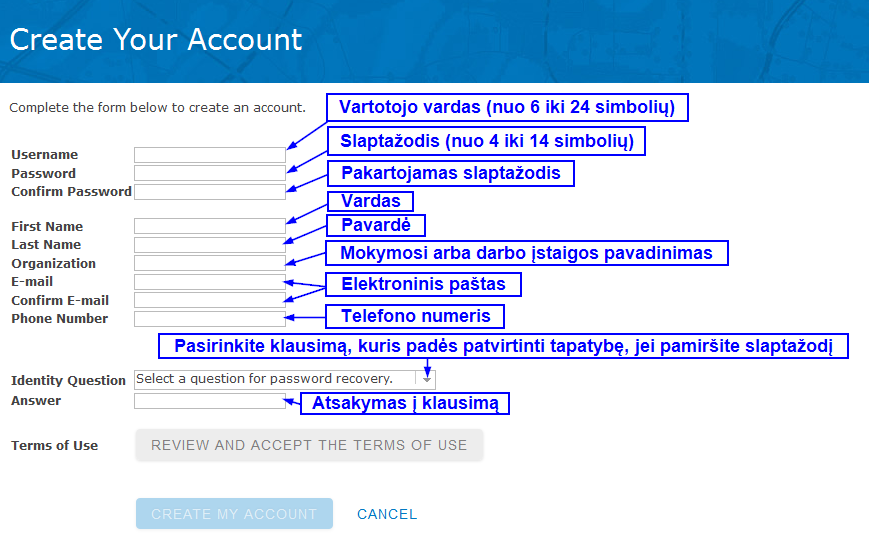 Create Your Account
Complete the form below to create an account.
Vartotojo vardas (nuo 6 iki 24 simbolių)
Slaptažodis (nuo 4 iki 14 simbolių)
Username
Password
Pakartojamas slaptažodis
Confirm Password
Vardas
First Name
Pavardė
Last Name
Mokymosi arba darbo įstaigos pavadinimas
Organization
E-mail
Elektroninis paštas
Confirm E-mail
Phone Number
Telefono numeris
Pasirinkite klausimą, kuris padės patvirtinti tapatybę, jei pamiršite slaptažodį
Identity Question
Select a question for password recovery.
Answer
Atsakymas į klausimą
Terms of Use
REVIEW AND ACCEPT THE TERMS OF USE
CREATE MY ACCOUNT
CANCEL